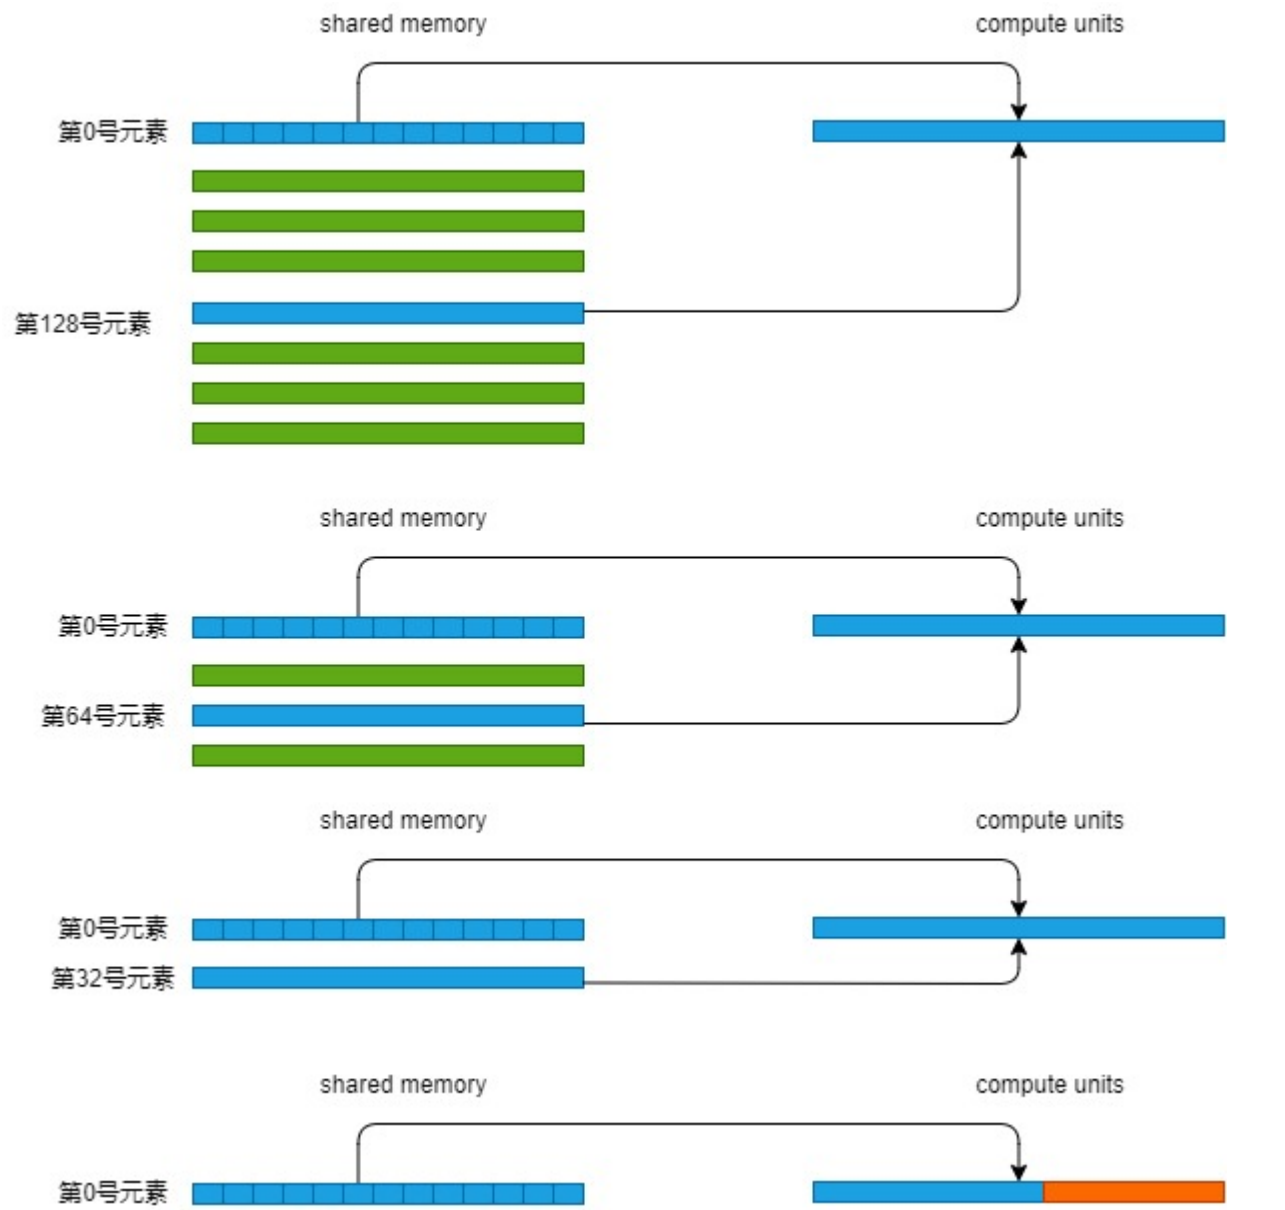 shared memory
compute units
第0号元素
第128号元素
shared memory
compute units
第0号元素
第64号元素
shared memory
compute units
第0号元素
第32号元素
shared memory
compute units
第0号元素